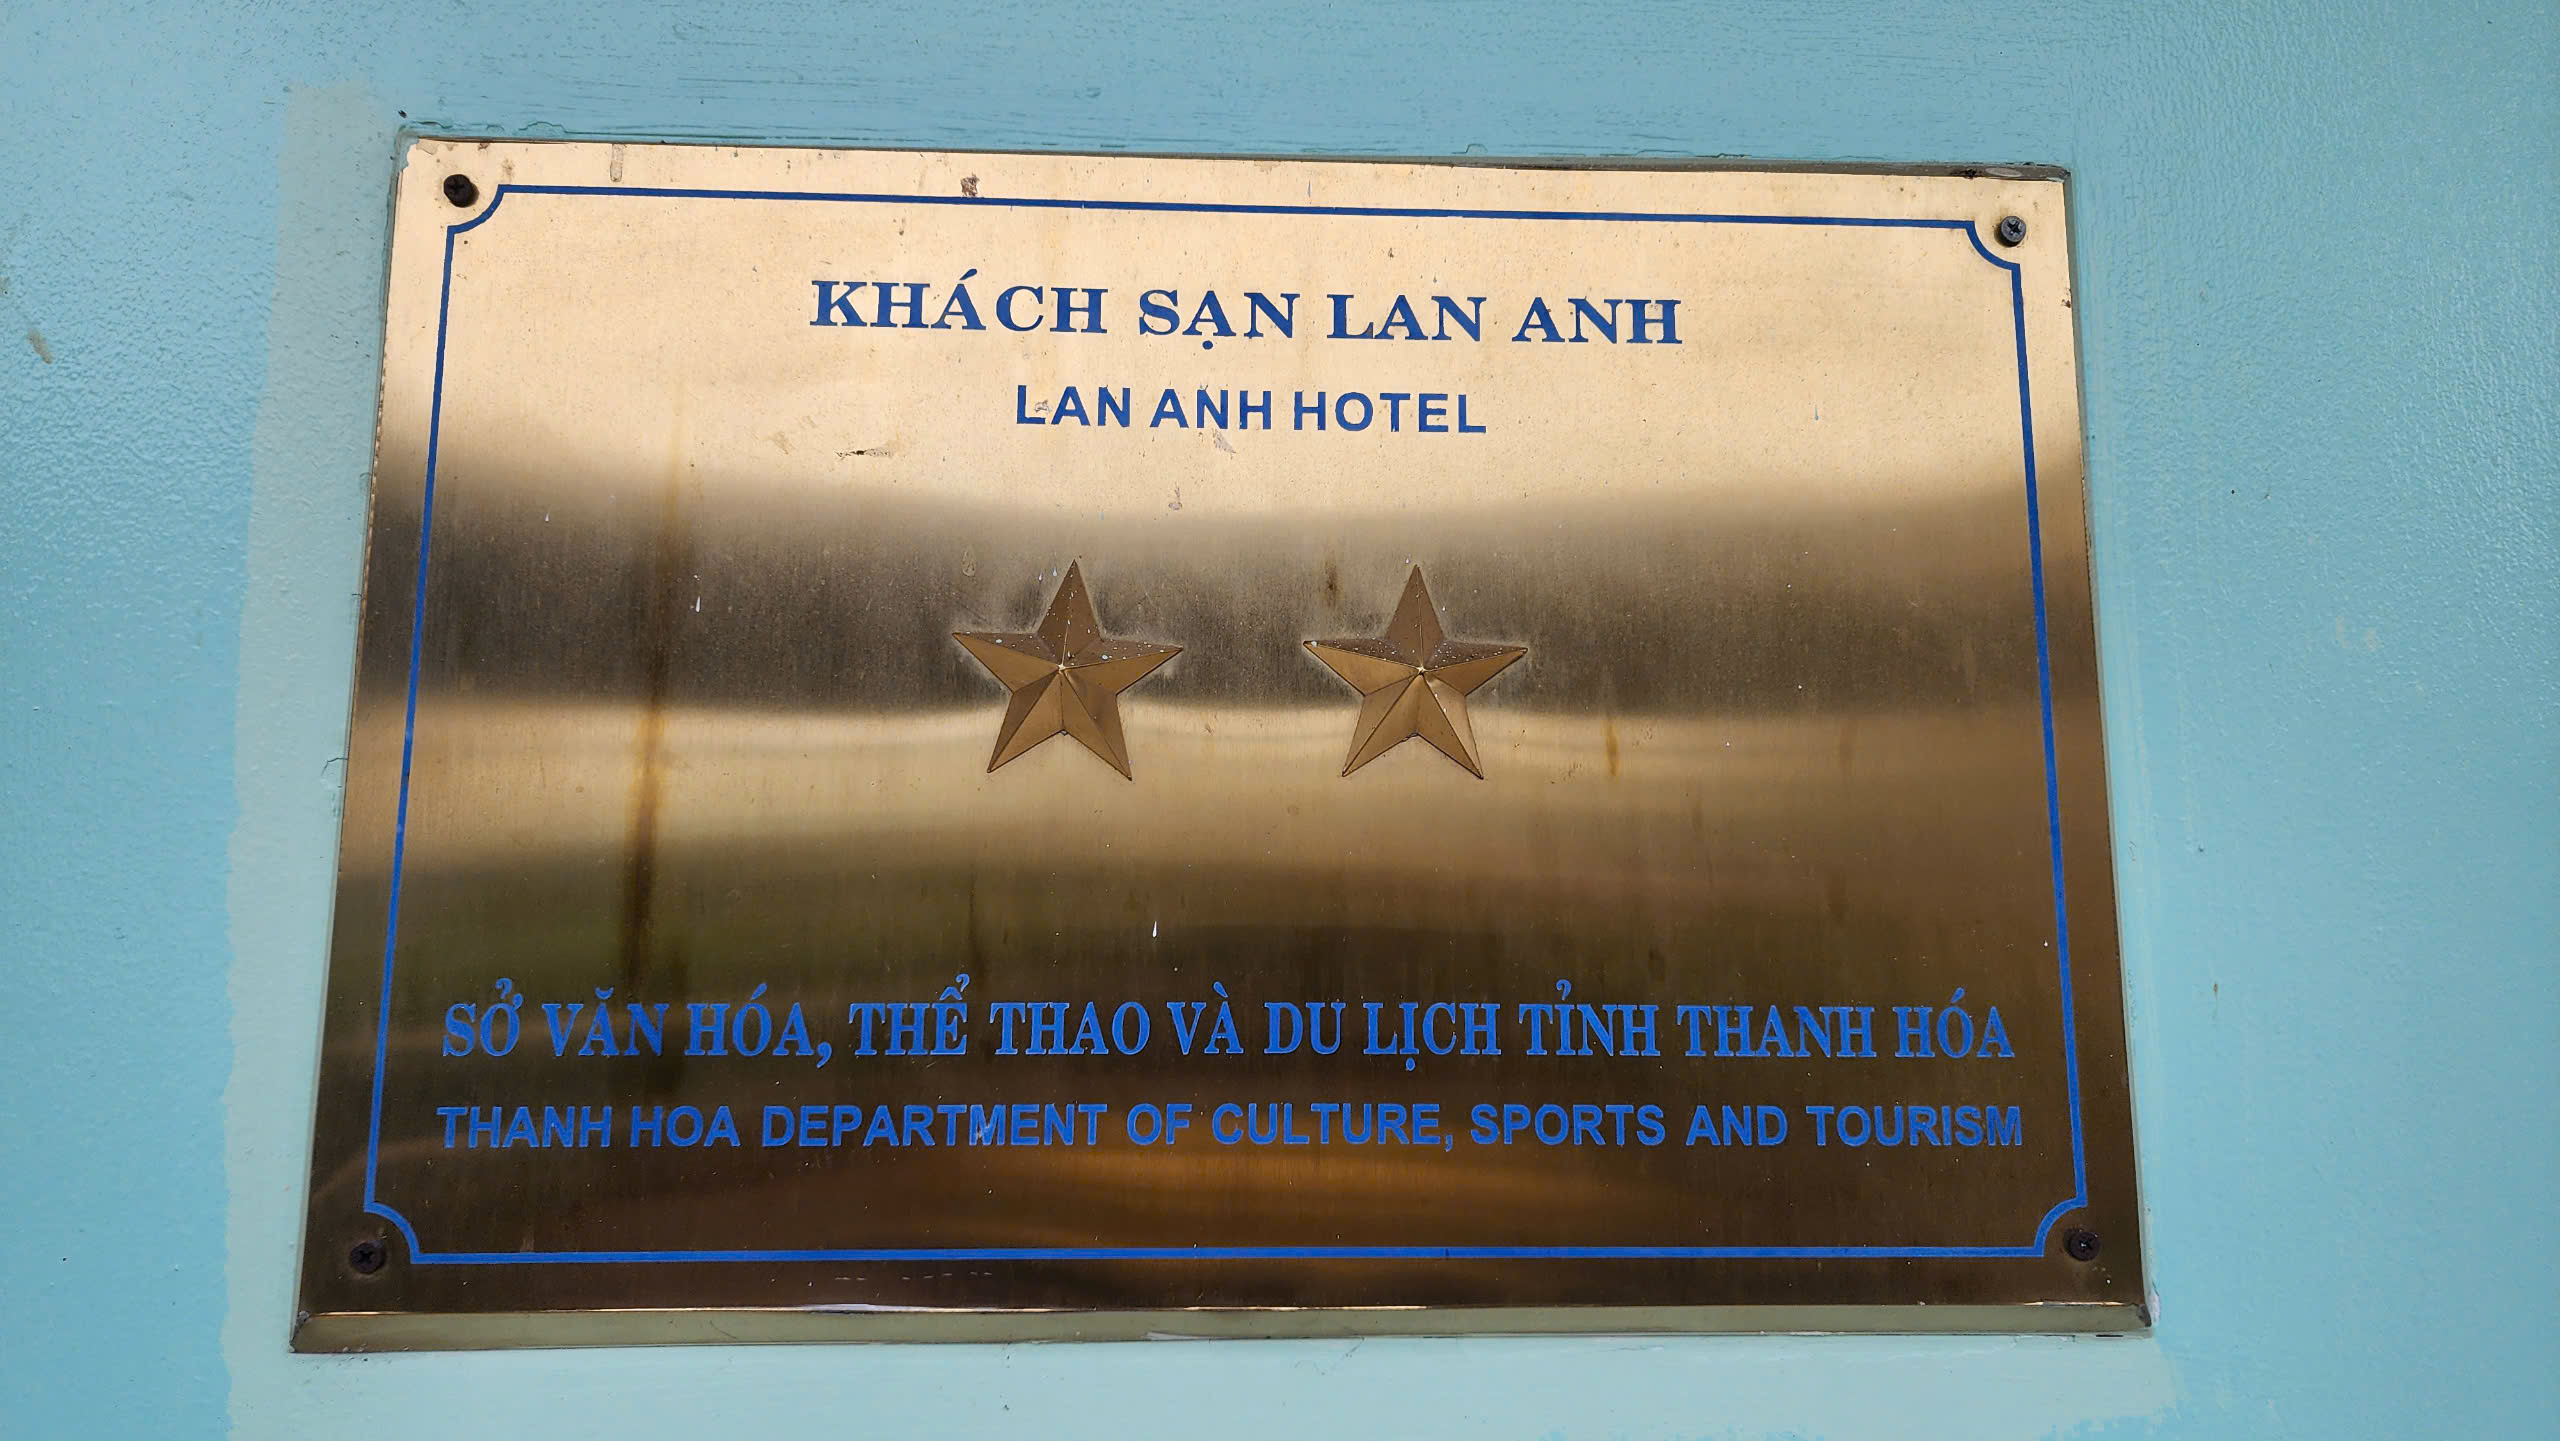 KHÁCH SẠN LAN ANH
LAN ANH HOTEL
SỞ VĂN HÓA, THỂ THAO VÀ DU LỊCH TỈNH THANH HÓA
THANH HOA DEPARTMENT OF CULTURE, SPORTS AND TOURISM